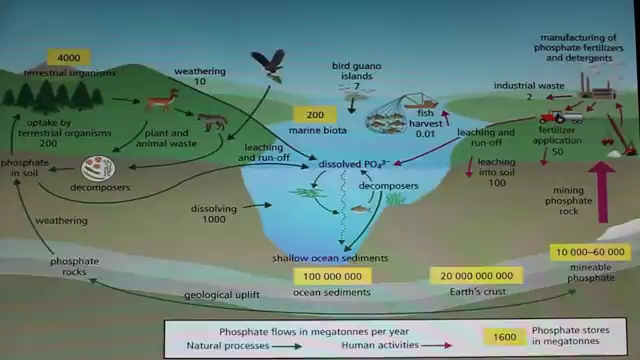 manufacturing of
phosphate fertilizers
and detergents
4000
terrestrial organisms
weathering
10
bird guano
islands
7
industrial waste
2
200
marine biota
fish
harvest
0.01
uptake by
terrestrial organisms
200
plant and
animal waste
leaching and
run-off
fertilizer
application
50
leaching
and run-off
dissolved PO₄³⁻
phosphate
in soil
decomposers
decomposers
leaching
into soil
100
mining
phosphate
rock
dissolving
1000
weathering
phosphate
rocks
shallow ocean sediments
100 000 000
ocean sediments
20 000 000 000
Earth's crust
10 000–60 000
mineable
phosphate
geological uplift
Phosphate flows in megatonnes per year
Natural processes
Human activities
1600
Phosphate stores
in megatonnes